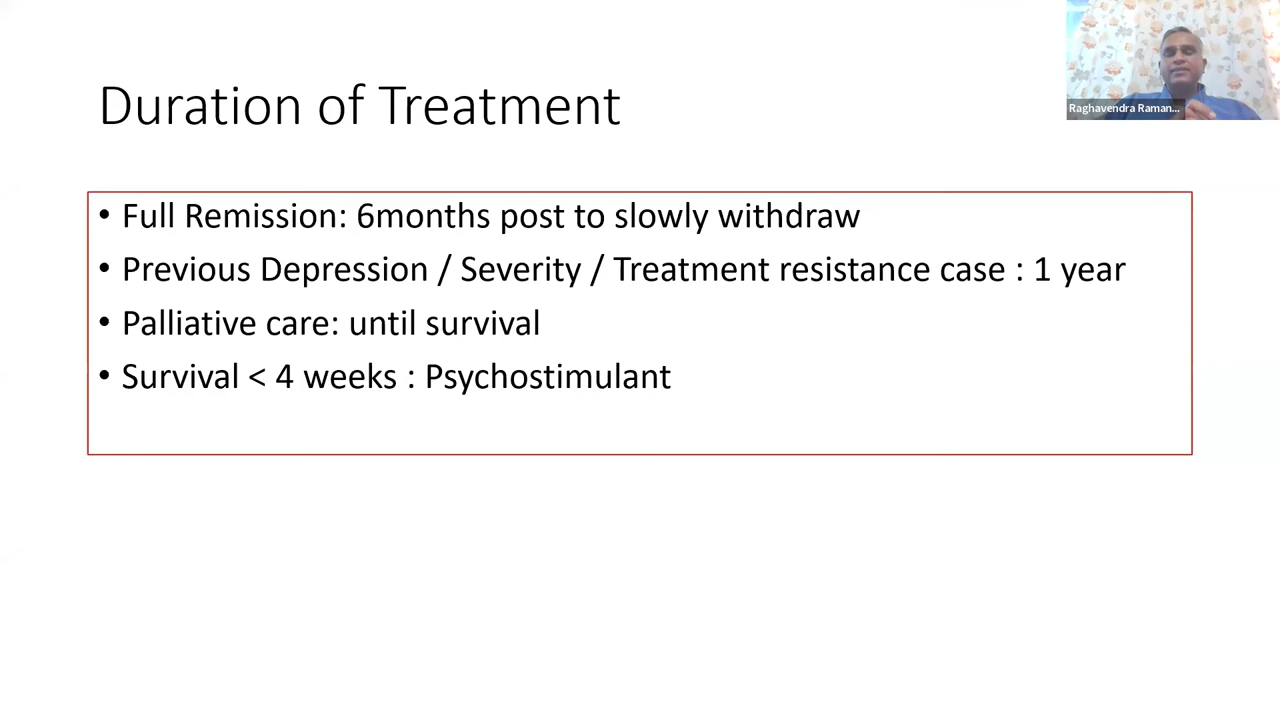 Duration of Treatment
Raghavendra Raman...
• Full Remission: 6months post to slowly withdraw
• Previous Depression / Severity / Treatment resistance case : 1 year
• Palliative care: until survival
• Survival < 4 weeks : Psychostimulant